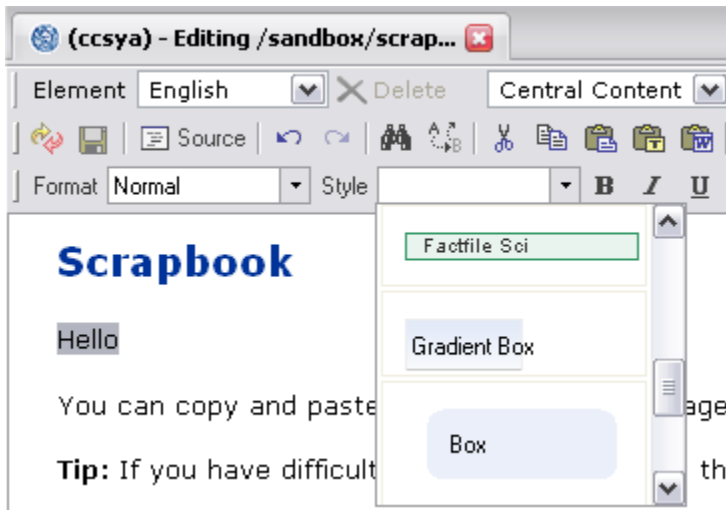 (ccsya) - Editing /sandbox/scrap...
Element English Delete Central Content
Source
Format Normal Style B I U
Factfile Sci
Scrapbook
Hello
Gradient Box
You can copy and paste age
Box
Tip: If you have difficult th